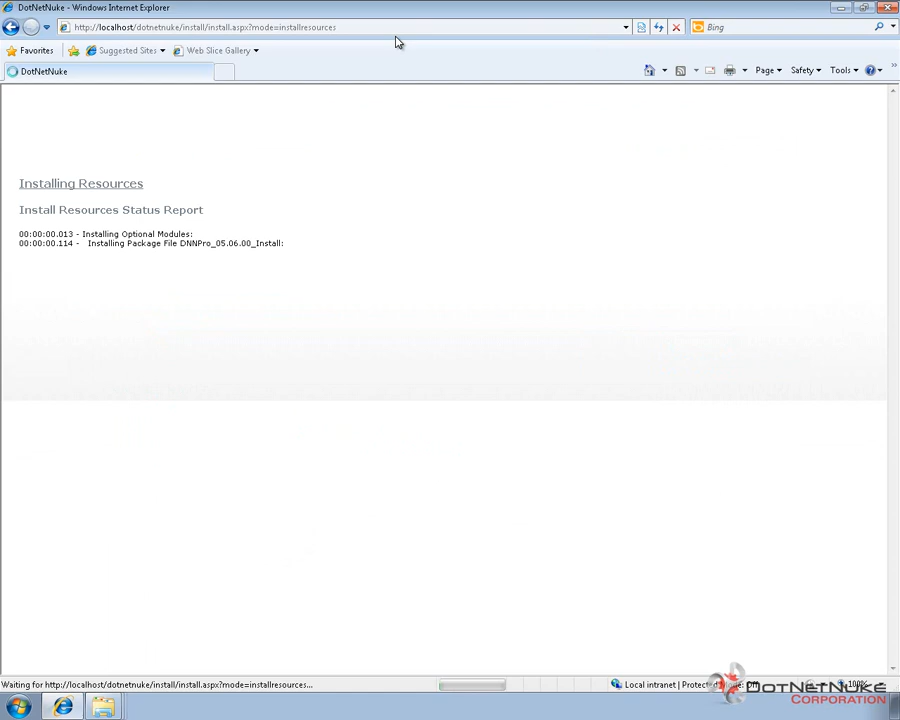 DotNetNuke - Windows Internet Explorer
http://localhost/dotnetnuke/install/install.aspx?mode=installresources
Bing
Favorites
Suggested Sites
Web Slice Gallery
DotNetNuke
Page
Safety
Tools
Installing Resources
Install Resources Status Report
00:00:00.013 - Installing Optional Modules:
00:00:00.114 - Installing Package File DNNPro_05.06.00_Install:
Waiting for http://localhost/dotnetnuke/install/install.aspx?mode=installresources...
Local intranet | Protected Mode: Off
100%
DotNetNuke
CORPORATION